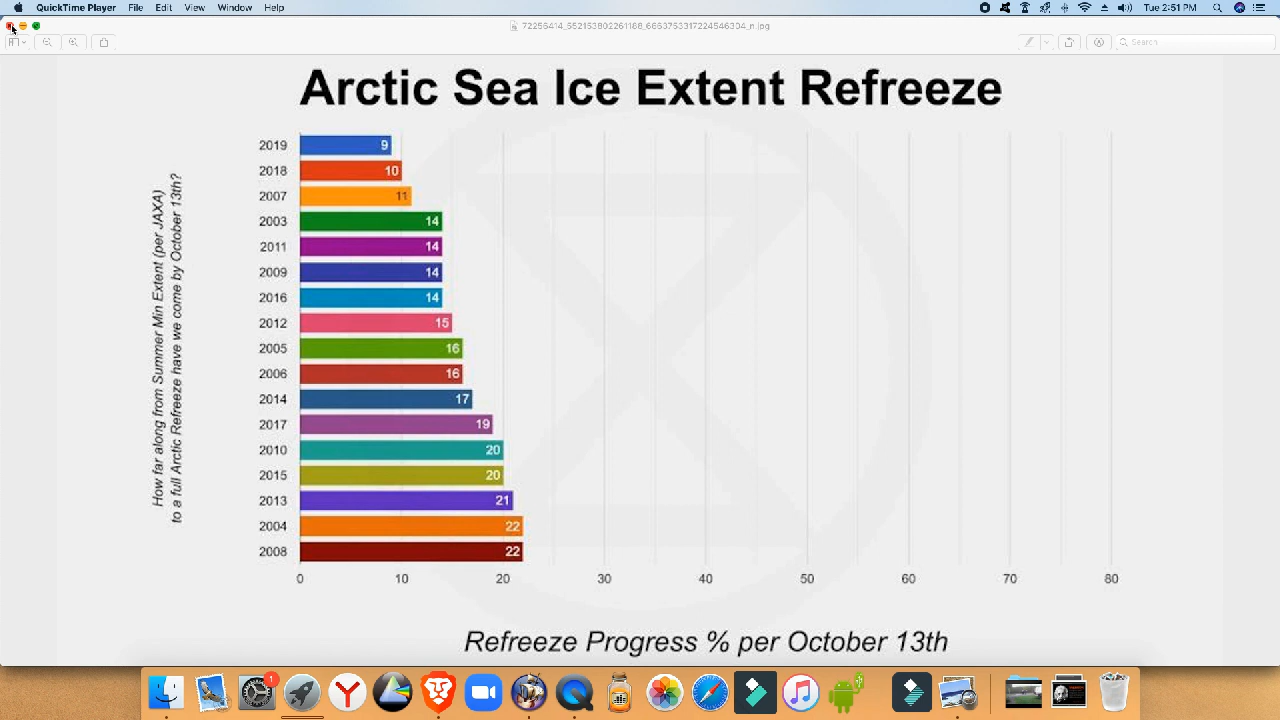 QuickTime Player File Edit View Window Help Tue 2:51 PM
72256414_552153802261188_6663753317224546304_n.jpg
Search
Arctic Sea Ice Extent Refreeze
How far along from Summer Min Extent (per JAXA)
to a full Arctic Refreeze have we come by October 13th?
2019 9
2018 10
2007 11
2003 14
2011 14
2009 14
2016 14
2012 15
2005 16
2006 16
2014 17
2017 19
2010 20
2015 20
2013 21
2004 22
2008 22
0 10 20 30 40 50 60 70 80
Refreeze Progress % per October 13th
1